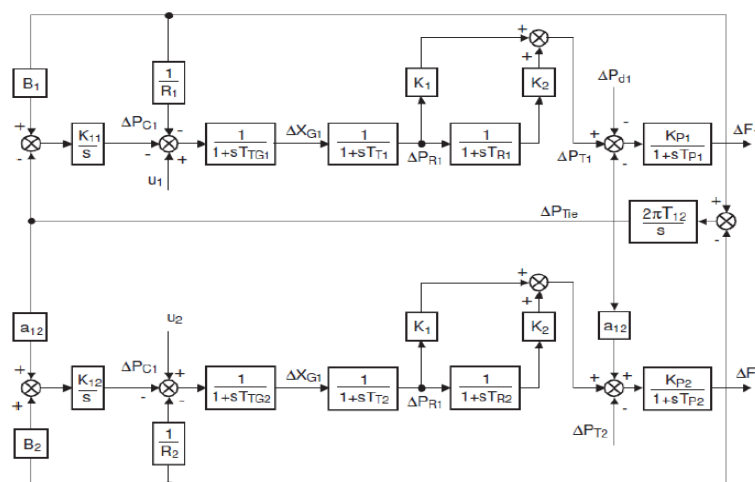 B1
1
R1
K1
K2
ΔPd1
ΔPC1
K11
s
1
1+sTTG1
ΔXG1
1
1+sTT1
ΔPR1
1
1+sTR1
ΔPT1
KP1
1+sTP1
ΔF
u1
ΔPTie
2πT12
s
a12
u2
K1
K2
a12
ΔPC1
K12
s
1
1+sTTG2
ΔXG1
1
1+sTT2
ΔPR1
1
1+sTR2
KP2
1+sTP2
ΔF
B2
1
R2
ΔPT2